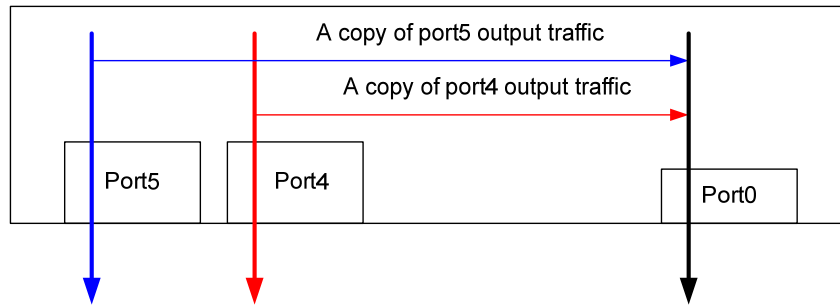 A copy of port5 output traffic
A copy of port4 output traffic
Port5
Port4
Port0